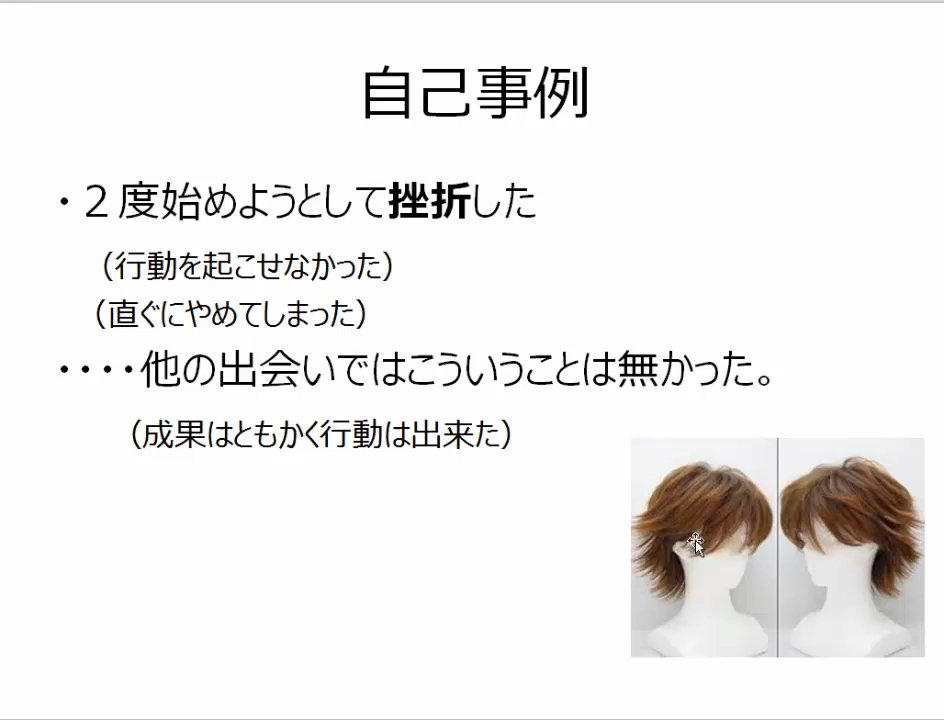 自己事例
・２度始めようとして挫折した
（行動を起こせなかった）
（直ぐにやめてしまった）
・・・・他の出会いではこういうことは無かった。
（成果はともかく行動は出来た）